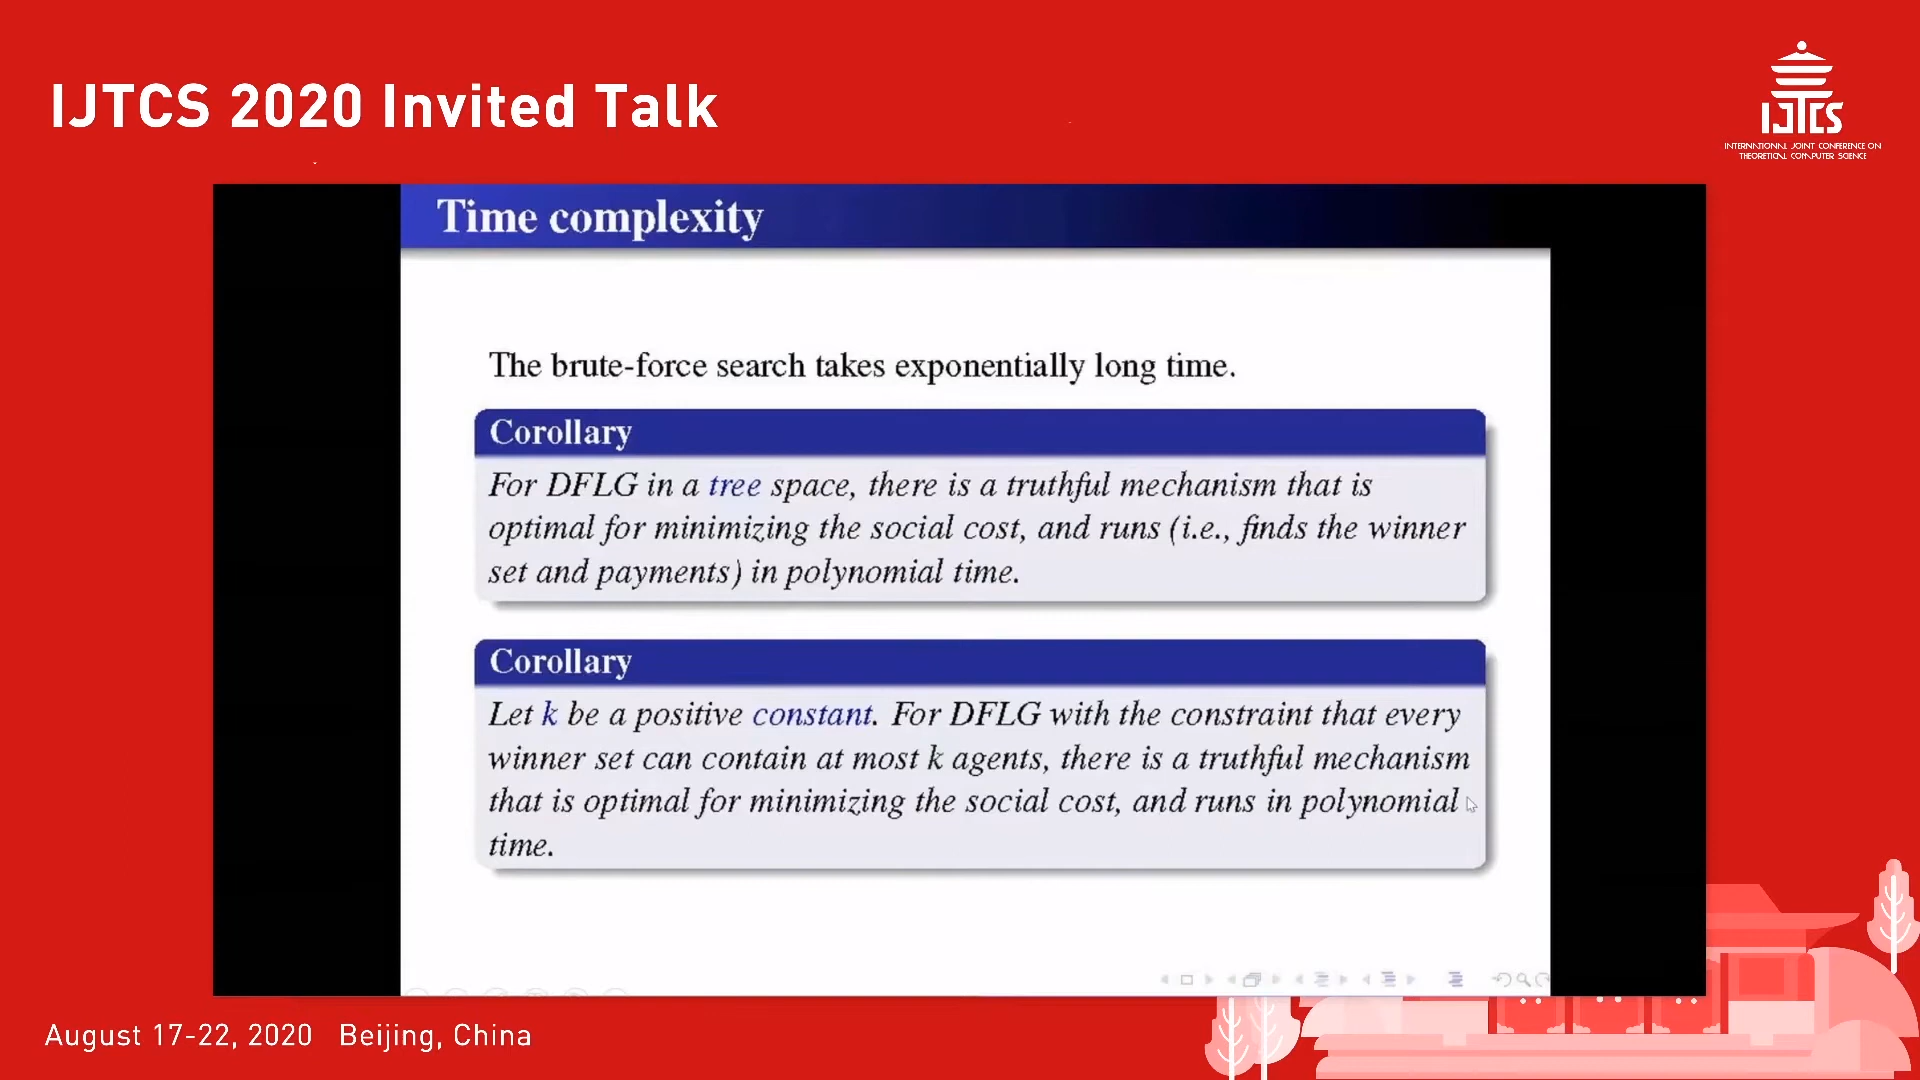 IJTCS 2020 Invited Talk
IJTCS
INTERNATIONAL JOINT CONFERENCE ON
THEORETICAL COMPUTER SCIENCE
Time complexity
The brute-force search takes exponentially long time.
Corollary
For DFLG in a tree space, there is a truthful mechanism that is
optimal for minimizing the social cost, and runs (i.e., finds the winner
set and payments) in polynomial time.
Corollary
Let k be a positive constant. For DFLG with the constraint that every
winner set can contain at most k agents, there is a truthful mechanism
that is optimal for minimizing the social cost, and runs in polynomial
time.
August 17-22, 2020 Beijing, China